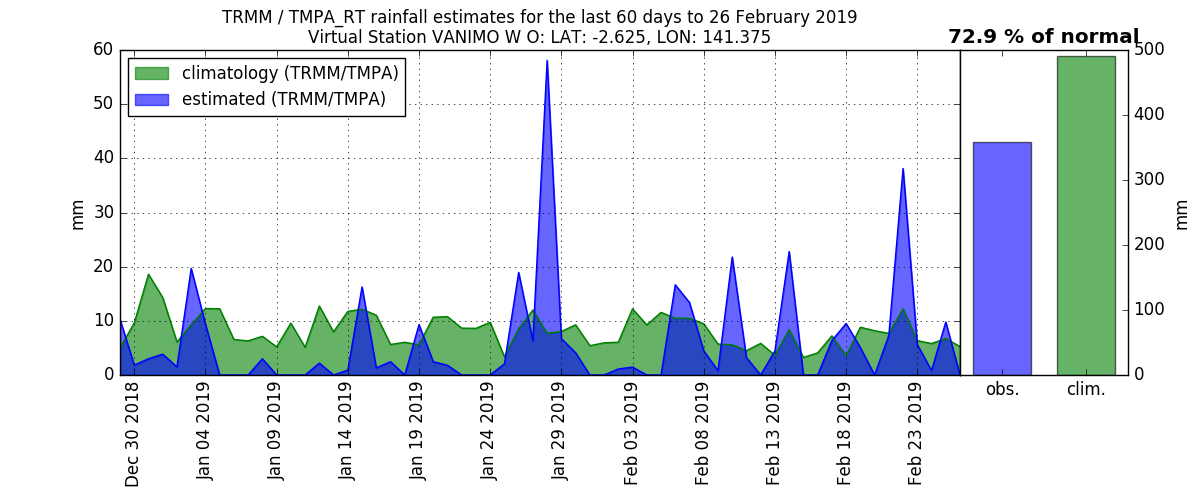 TRMM / TMPA_RT rainfall estimates for the last 60 days to 26 February 2019
Virtual Station VANIMO W O: LAT: -2.625, LON: 141.375
72.9 % of normal
climatology (TRMM/TMPA)
estimated (TRMM/TMPA)
mm
60
50
40
30
20
10
0
500
400
300
200
100
0
mm
Dec 30 2018
Jan 04 2019
Jan 09 2019
Jan 14 2019
Jan 19 2019
Jan 24 2019
Jan 29 2019
Feb 03 2019
Feb 08 2019
Feb 13 2019
Feb 18 2019
Feb 23 2019
obs.
clim.